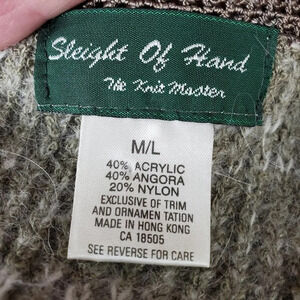 Sleight Of Hand
The Knit Master
M/L
40% ACRYLIC
40% ANGORA
20% NYLON
EXCLUSIVE OF TRIM
AND ORNAMEN TATION
MADE IN HONG KONG
CA 18505
SEE REVERSE FOR CARE